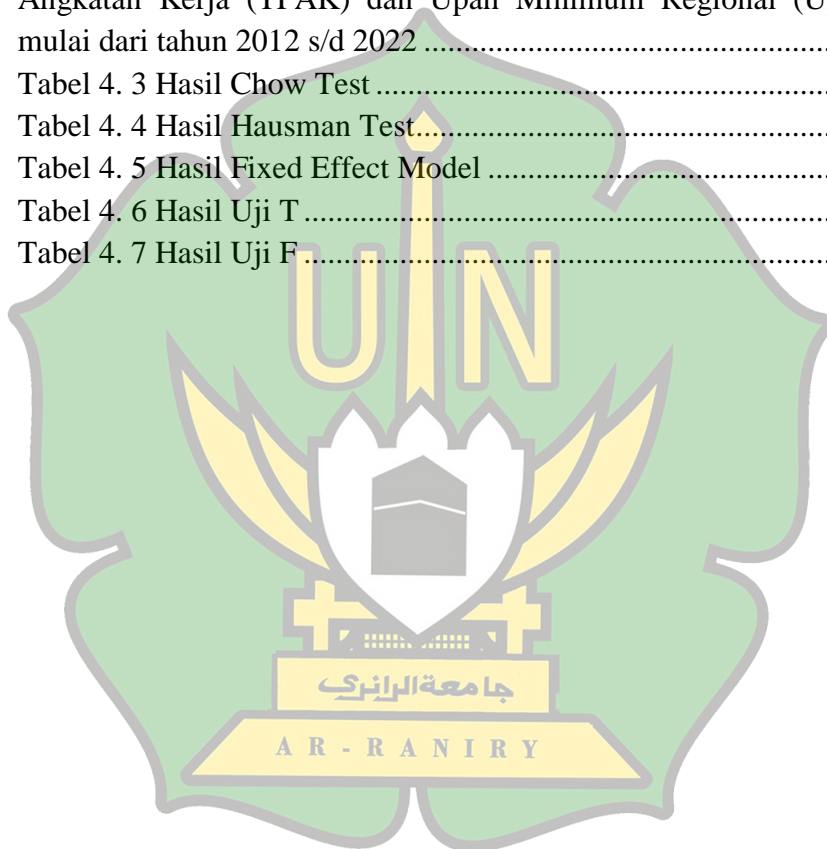 Angkatan Kerja (TPAK) dan Upah Minimum Regional (U
mulai dari tahun 2012 s/d 2022 ........................................................
Tabel 4. 3 Hasil Chow Test ........................................................
Tabel 4. 4 Hasil Hausman Test........................................................
Tabel 4. 5 Hasil Fixed Effect Model ........................................................
Tabel 4. 6 Hasil Uji T ........................................................
Tabel 4. 7 Hasil Uji F ........................................................
UIN
جامعة الرانري
AR-RANIRY